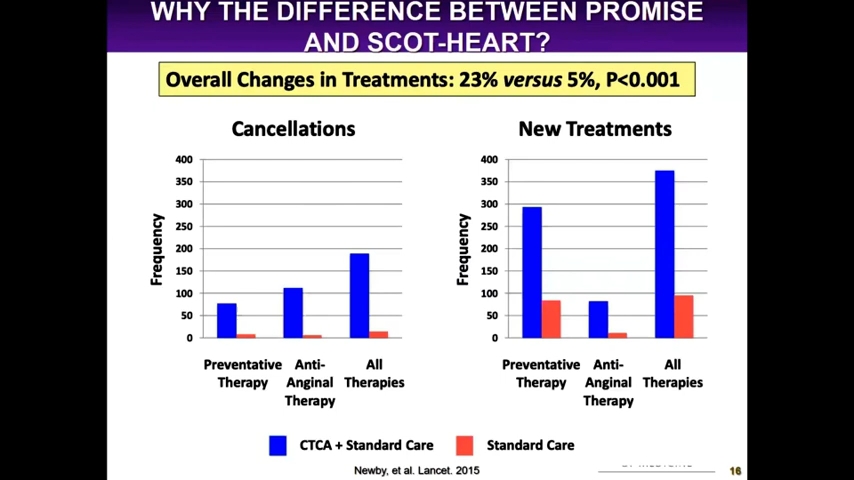 WHY THE DIFFERENCE BETWEEN PROMISE
AND SCOT-HEART?
Overall Changes in Treatments: 23% versus 5%, P<0.001
Cancellations
400
350
300
250
200
150
100
50
0
Frequency
Preventative Anti- All
Therapy Anginal Therapies
Therapy
New Treatments
400
350
300
250
200
150
100
50
0
Frequency
Preventative Anti- All
Therapy Anginal Therapies
Therapy
CTCA + Standard Care
Standard Care
Newby, et al. Lancet. 2015
16